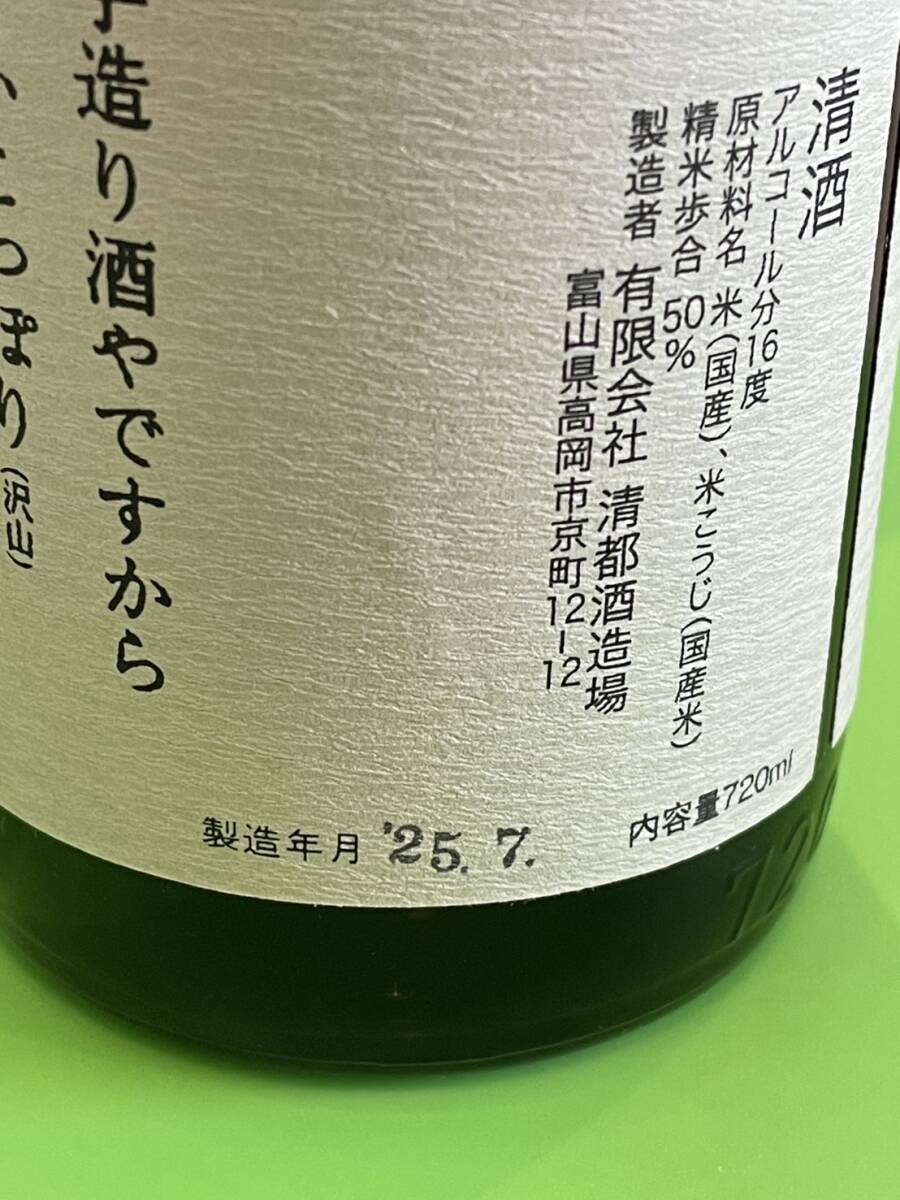 清酒
アルコール分16度
原材料名 米(国産)、米こうじ(国産米)
精米歩合 50%
製造者 有限会社 清都酒造場
富山県高岡市京町12-12
手造り酒やですから
こっぽり(沢山)
内容量720ml
製造年月 '25.7.